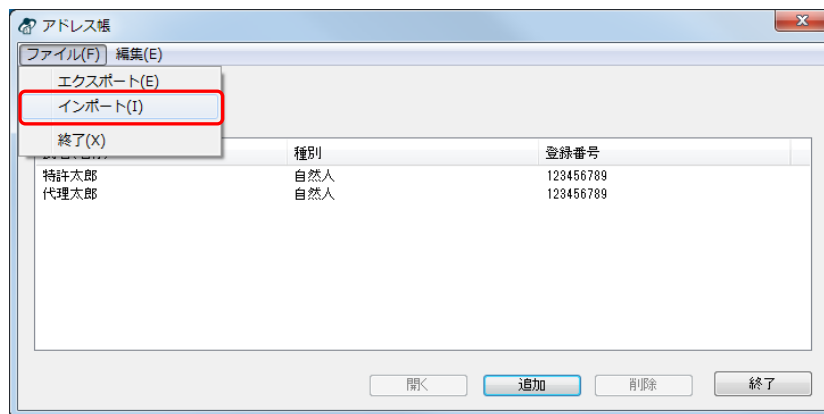 アドレス帳
ファイル(F) 編集(E)
エクスポート(E)
インポート(I)
終了(X)
種別 登録番号
特許太郎 自然人 123456789
代理太郎 自然人 123456789
開く 追加 削除 終了